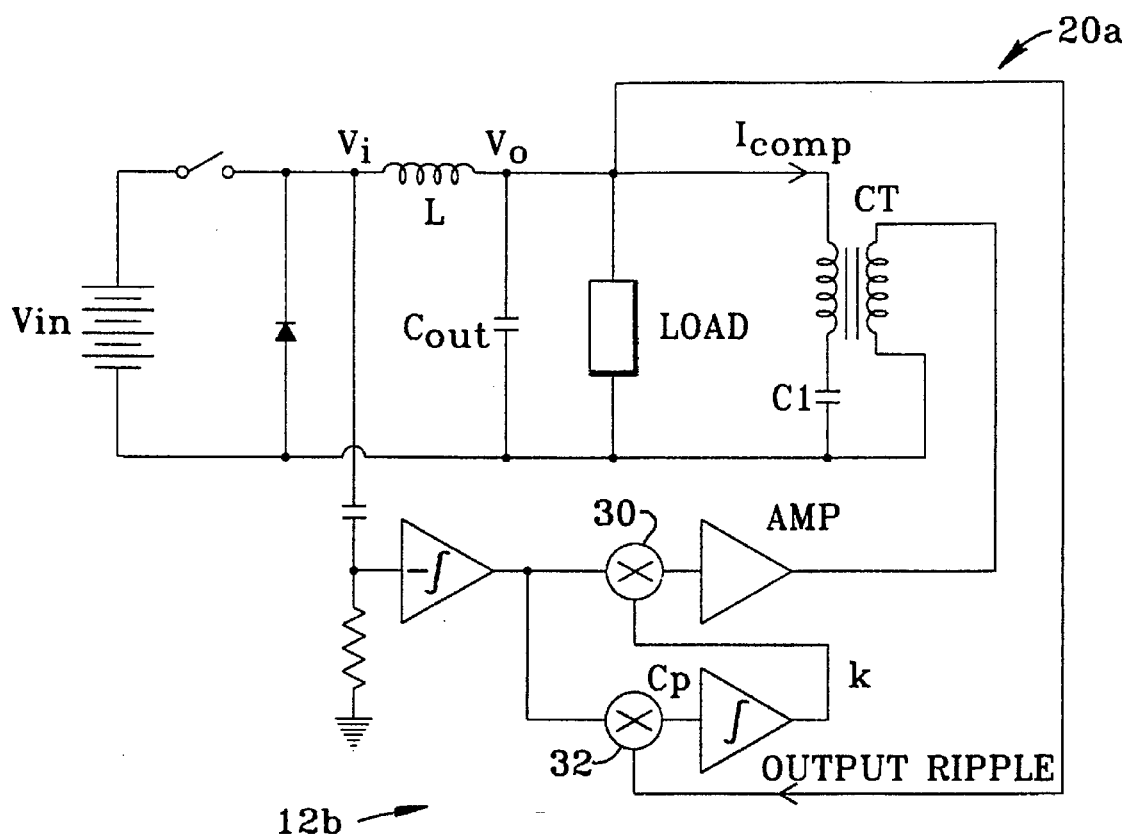 20a
Vi
Vo
Icomp
L
CT
Vin
Cout
LOAD
C1
30
AMP
−∫
Cp
∫
k
32
OUTPUT RIPPLE
12b